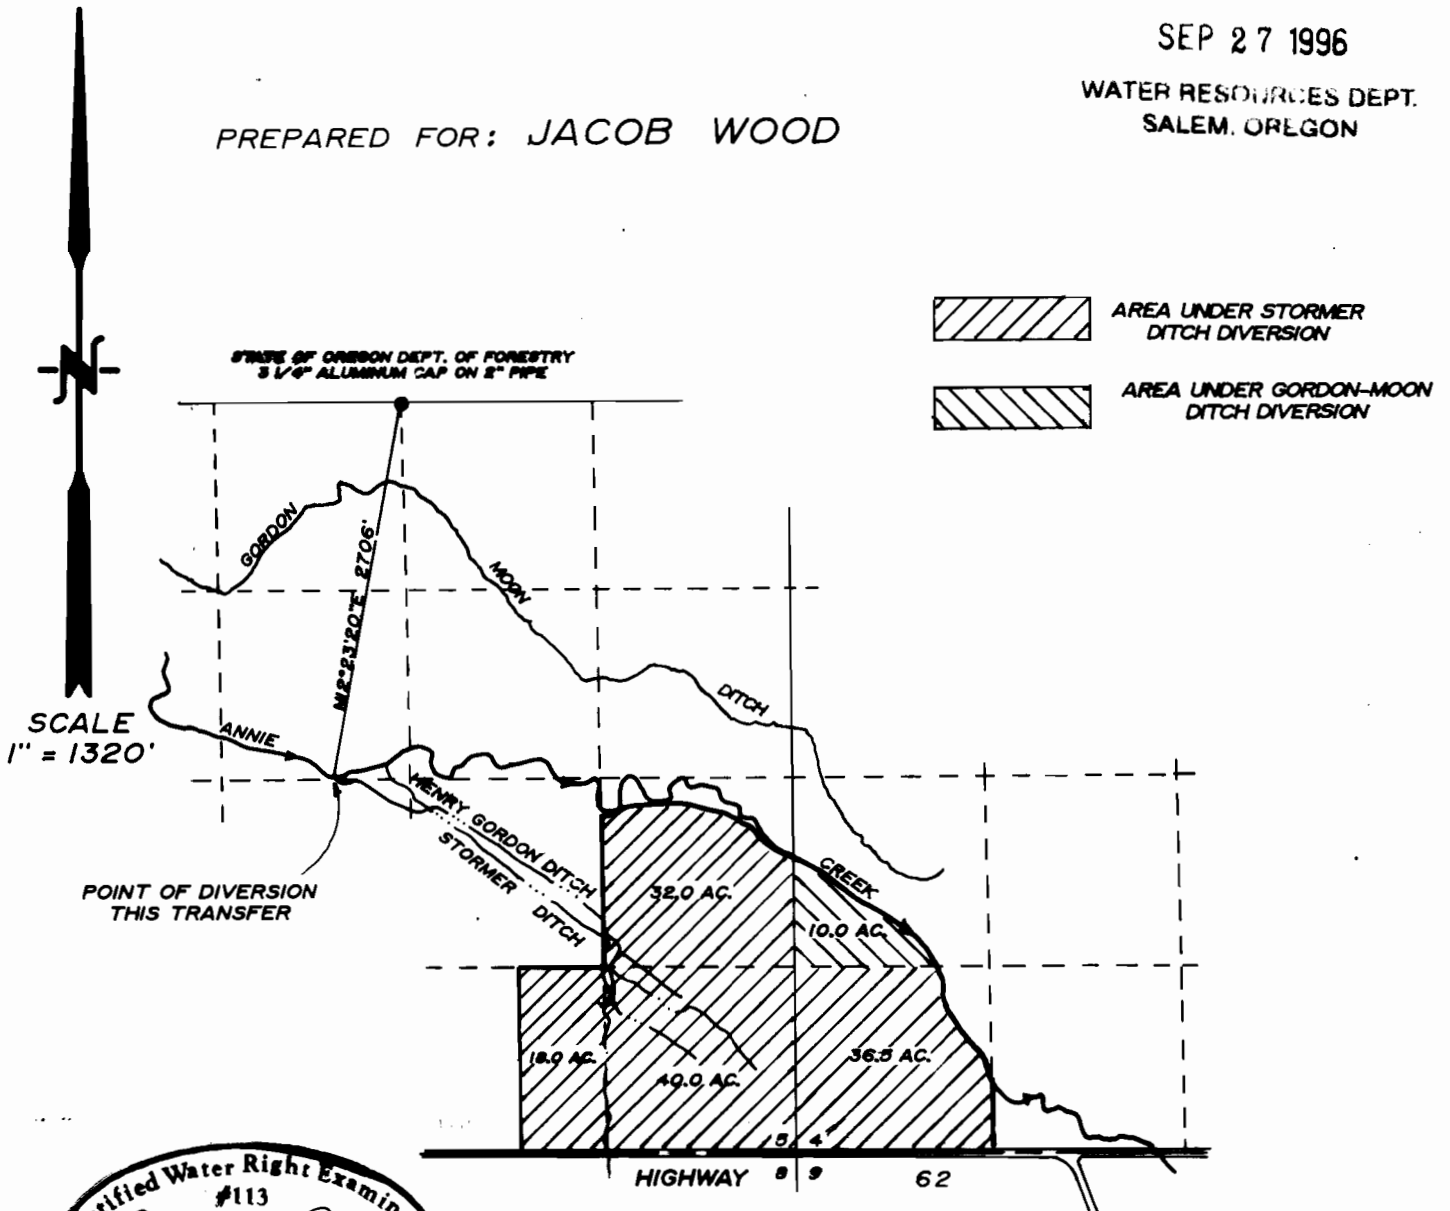 SEP 27 1996
WATER RESOURCES DEPT.
SALEM, OREGON
PREPARED FOR: JACOB WOOD
AREA UNDER STORMER
DITCH DIVERSION
AREA UNDER GORDON-MOON
DITCH DIVERSION
N
STATE OF OREGON DEPT. OF FORESTRY
3 1/4" ALUMINUM CAP ON 2" PIPE
GORDON
MOON
DITCH
N12°23'20"E 2706'
SCALE
1" = 1320'
ANNIE
CREEK
HENRY GORDON DITCH
STORMER DITCH
POINT OF DIVERSION
THIS TRANSFER
32.0 AC.
10.0 AC.
18.0 AC.
40.0 AC.
36.5 AC.
5 4
8 9
HIGHWAY 62
Water Right
#113